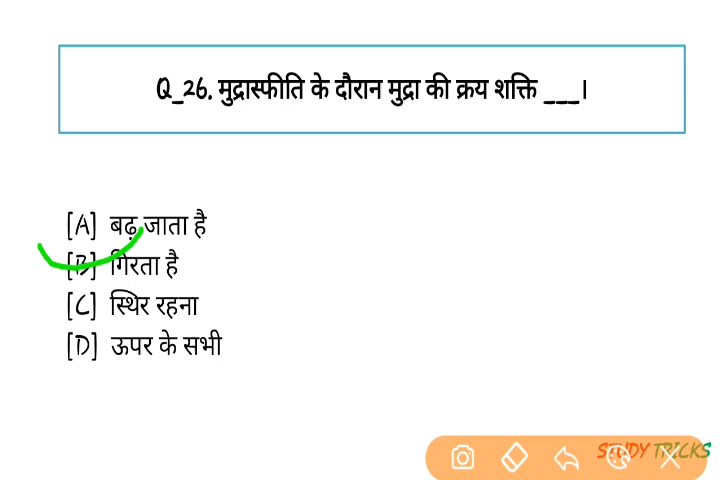 Q_26. मुद्रास्फीति के दौरान मुद्रा की क्रय शक्ति ___।
[A] बढ़ जाता है
[B] गिरता है
[C] स्थिर रहना
[D] ऊपर के सभी
STUDY TRICKS